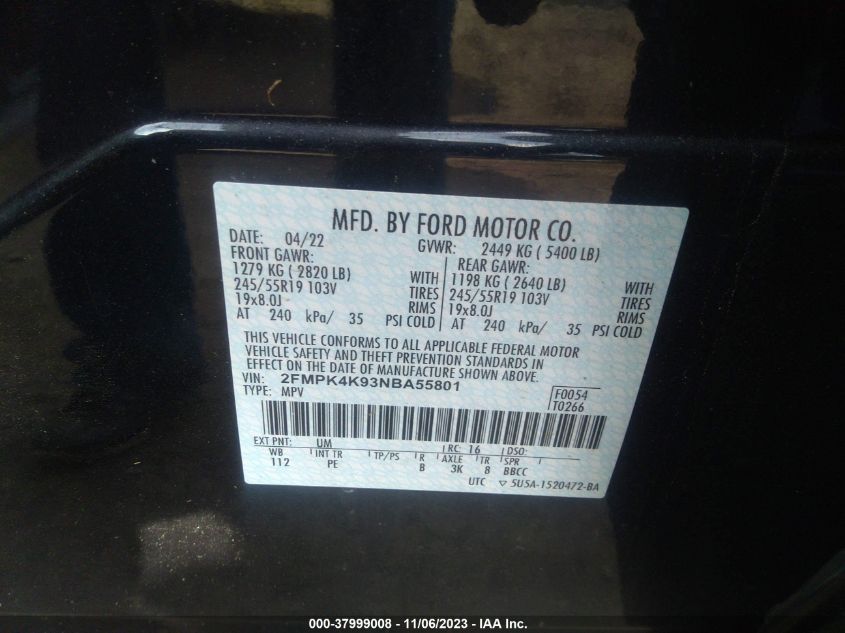 MFD. BY FORD MOTOR CO.
DATE: 04/22 GVWR: 2449 KG ( 5400 LB)
FRONT GAWR: REAR GAWR:
1279 KG ( 2820 LB) WITH 1198 KG ( 2640 LB) WITH
245/55R19 103V TIRES 245/55R19 103V TIRES
19x8.0J RIMS 19x8.0J RIMS
AT 240 kPa/ 35 PSI COLD AT 240 kPa/ 35 PSI COLD
THIS VEHICLE CONFORMS TO ALL APPLICABLE FEDERAL MOTOR
VEHICLE SAFETY AND THEFT PREVENTION STANDARDS IN
EFFECT ON THE DATE OF MANUFACTURE SHOWN ABOVE.
VIN: 2FMPK4K93NBA55801 F0054
TYPE: MPV T0266
EXT PNT: UM RC: 16 DSO:
WB INT TR TP/PS R AXLE TR SPR
112 PE B 3K 8 BBCC
UTC ▽ 5U5A-1520472-BA
000-37999008 - 11/06/2023 - IAA Inc.